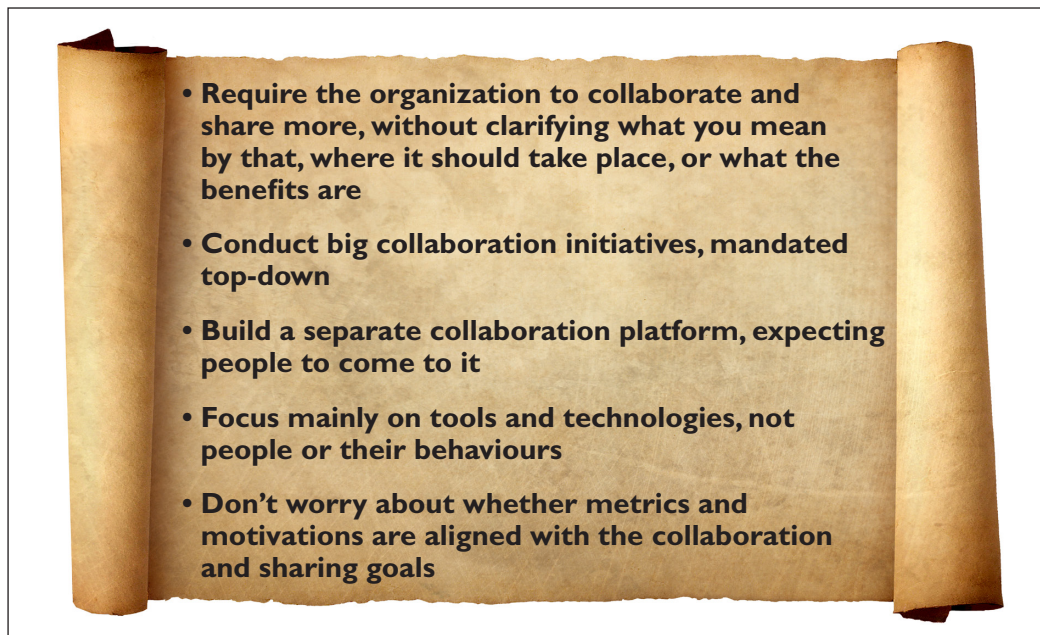 • Require the organization to collaborate and
share more, without clarifying what you mean
by that, where it should take place, or what the
benefits are
• Conduct big collaboration initiatives, mandated
top-down
• Build a separate collaboration platform, expecting
people to come to it
• Focus mainly on tools and technologies, not
people or their behaviours
• Don’t worry about whether metrics and
motivations are aligned with the collaboration
and sharing goals